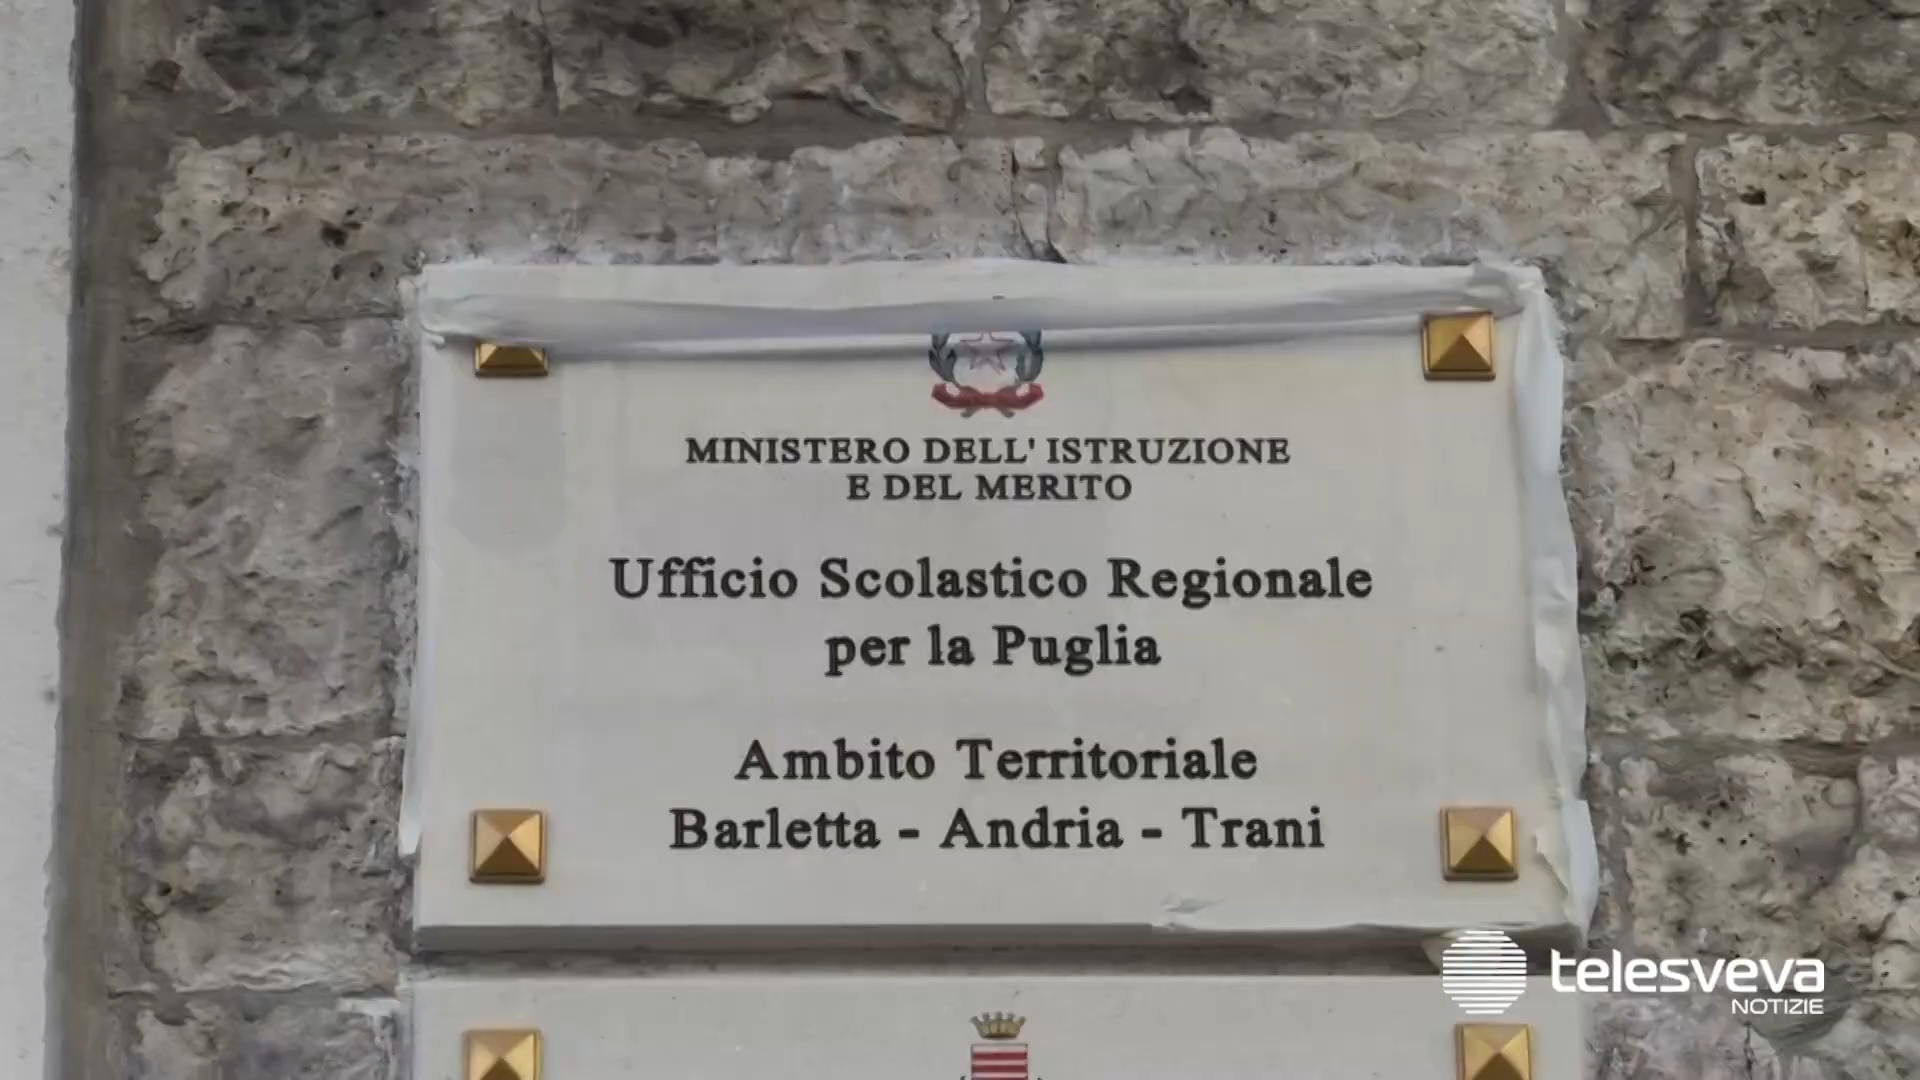 MINISTERO DELL' ISTRUZIONE
E DEL MERITO
Ufficio Scolastico Regionale
per la Puglia
Ambito Territoriale
Barletta - Andria - Trani
telesveva
NOTIZIE